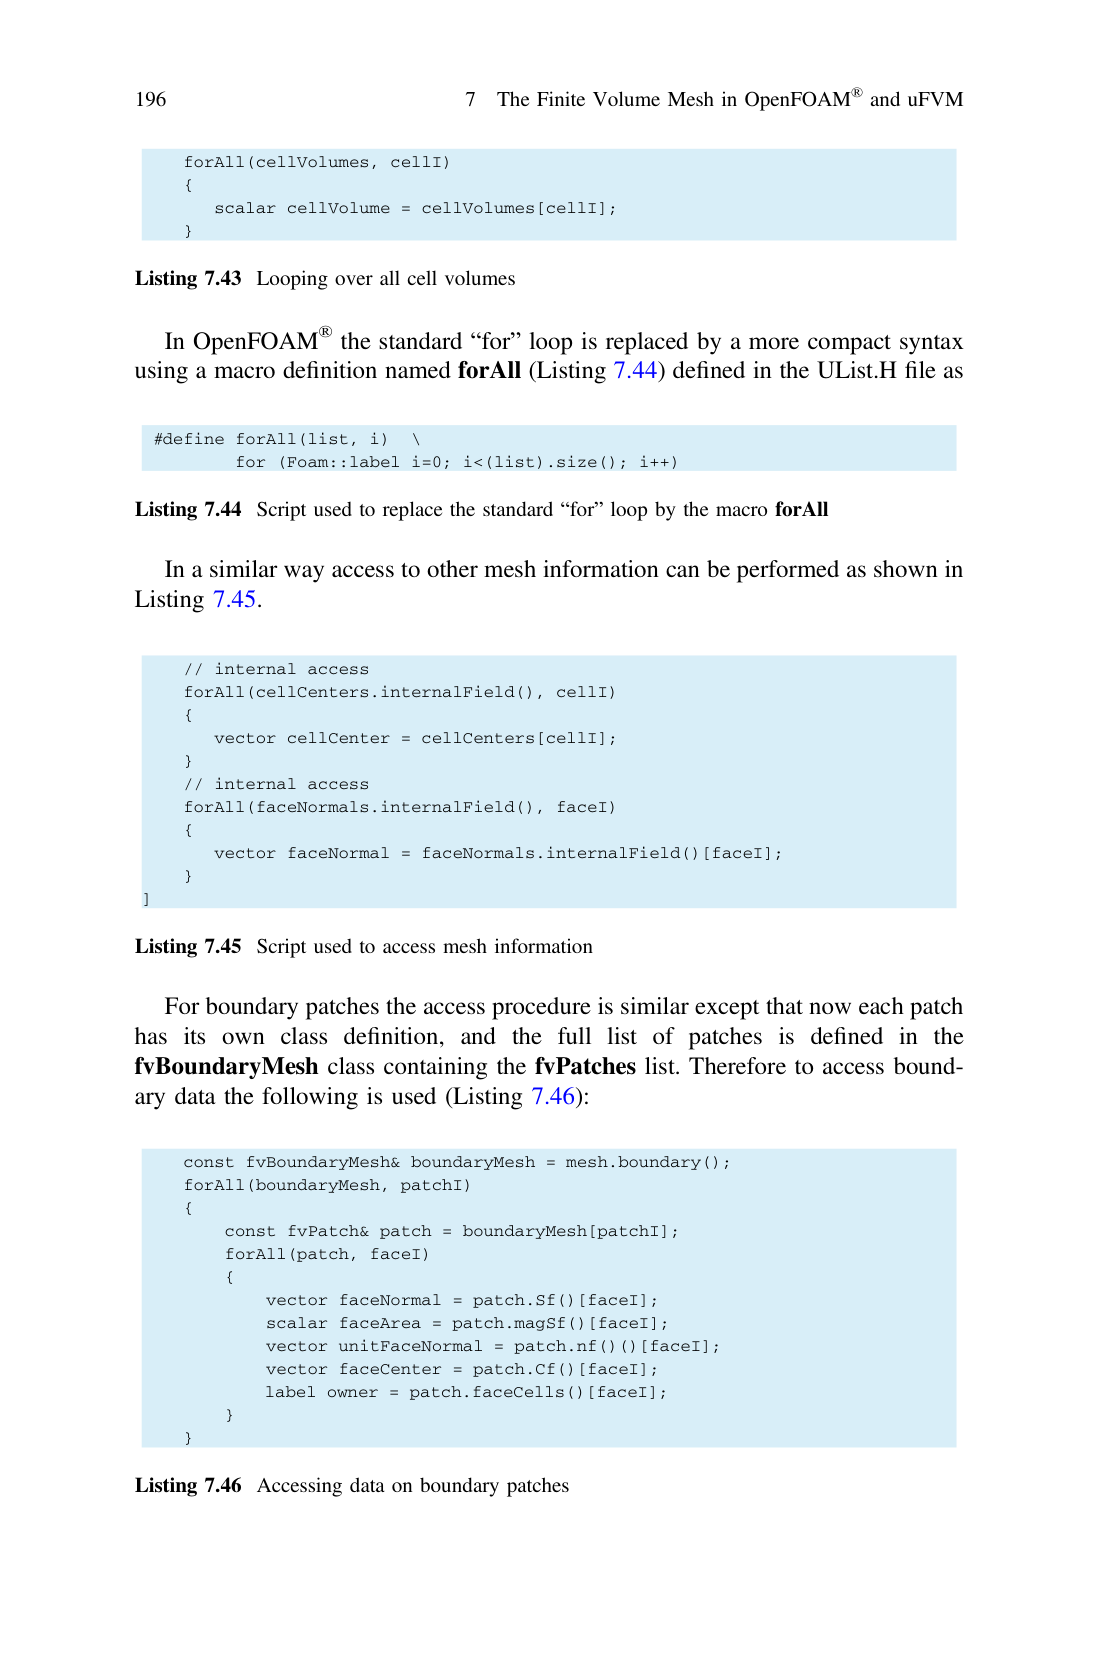 196 7 The Finite Volume Mesh in OpenFOAM® and uFVM
forAll(cellVolumes, cellI)
{
scalar cellVolume = cellVolumes[cellI];
}
Listing 7.43 Looping over all cell volumes
In OpenFOAM® the standard “for” loop is replaced by a more compact syntax
using a macro definition named forAll (Listing 7.44) defined in the UList.H file as
#define forAll(list, i) \
for (Foam::label i=0; i<(list).size(); i++)
Listing 7.44 Script used to replace the standard “for” loop by the macro forAll
In a similar way access to other mesh information can be performed as shown in
Listing 7.45.
// internal access
forAll(cellCenters.internalField(), cellI)
{
vector cellCenter = cellCenters[cellI];
}
// internal access
forAll(faceNormals.internalField(), faceI)
{
vector faceNormal = faceNormals.internalField()[faceI];
}
]
Listing 7.45 Script used to access mesh information
For boundary patches the access procedure is similar except that now each patch
has its own class definition, and the full list of patches is defined in the
fvBoundaryMesh class containing the fvPatches list. Therefore to access bound-
ary data the following is used (Listing 7.46):
const fvBoundaryMesh& boundaryMesh = mesh.boundary();
forAll(boundaryMesh, patchI)
{
const fvPatch& patch = boundaryMesh[patchI];
forAll(patch, faceI)
{
vector faceNormal = patch.Sf()[faceI];
scalar faceArea = patch.magSf()[faceI];
vector unitFaceNormal = patch.nf()()[faceI];
vector faceCenter = patch.Cf()[faceI];
label owner = patch.faceCells()[faceI];
}
}
Listing 7.46 Accessing data on boundary patches